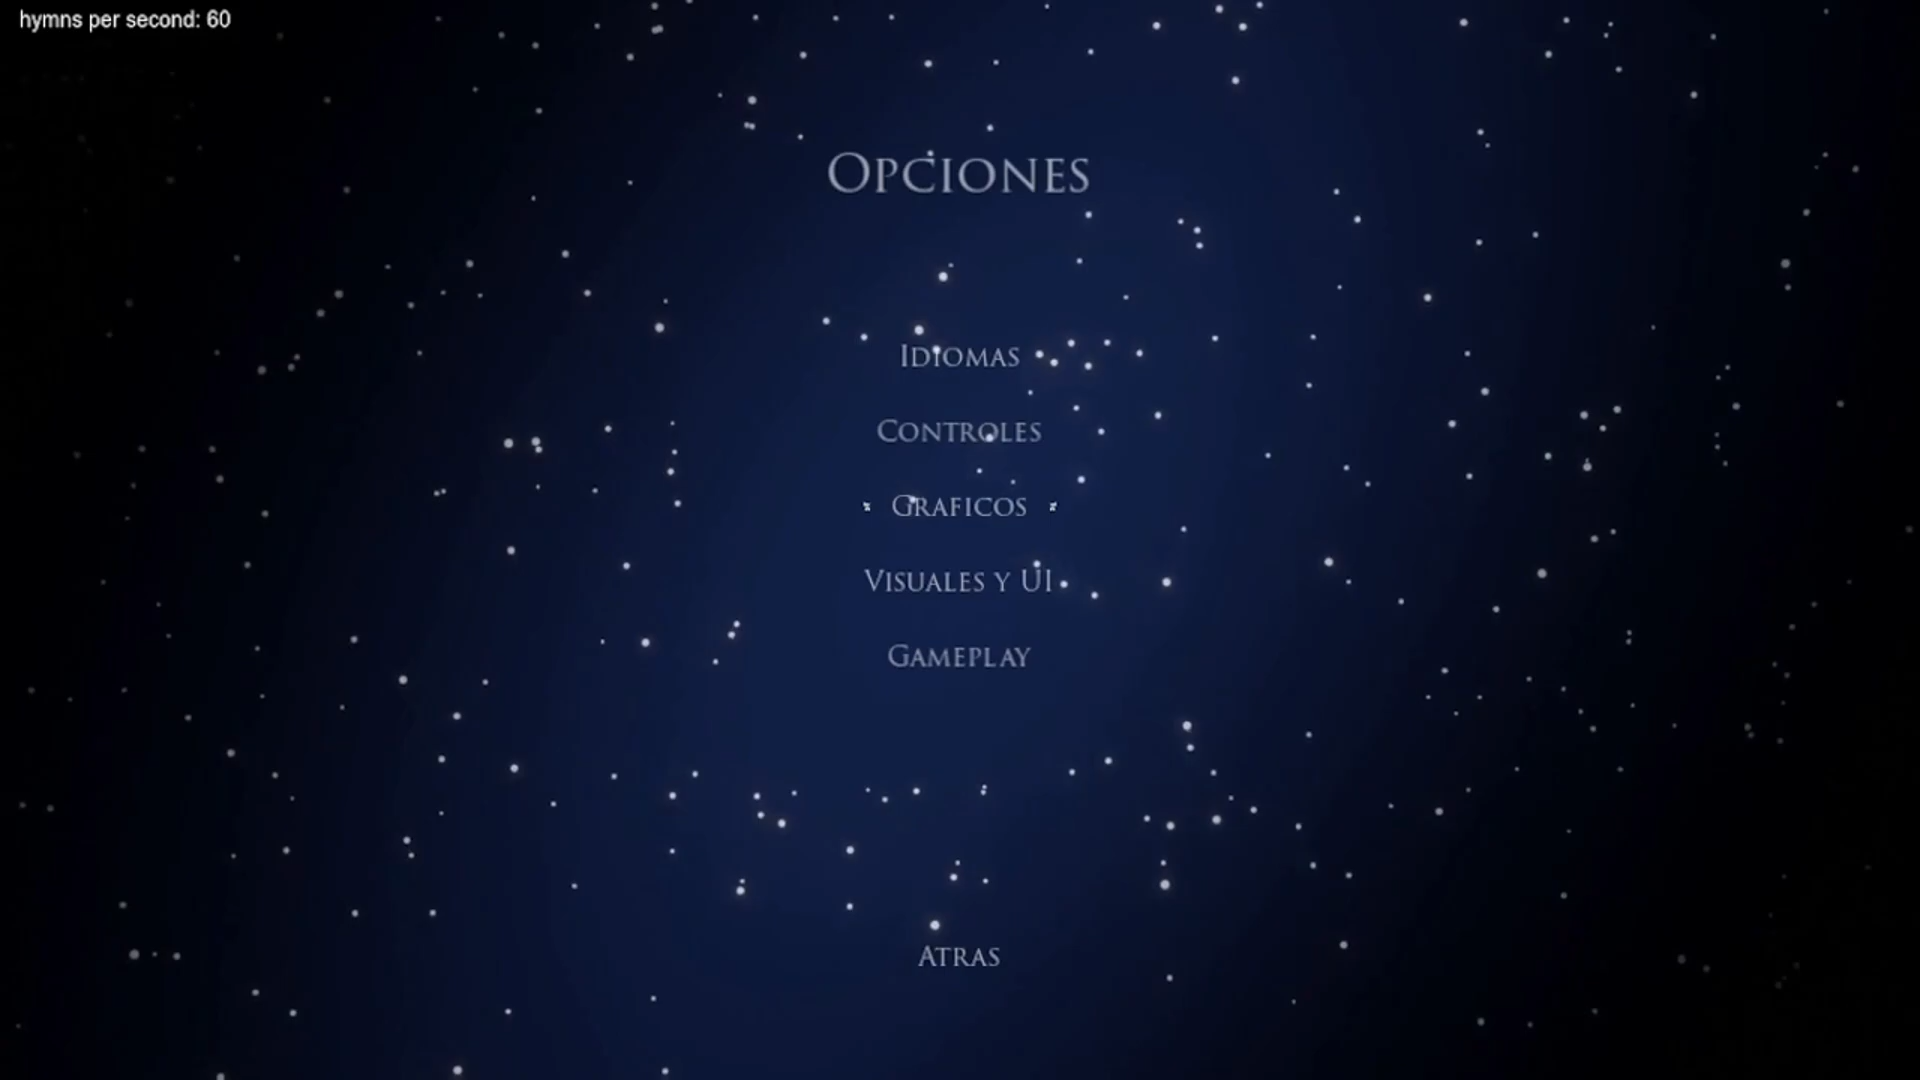 hymns per second: 60
Opciones
Idiomas
Controles
Graficos
Visuales y UI
Gameplay
Atras